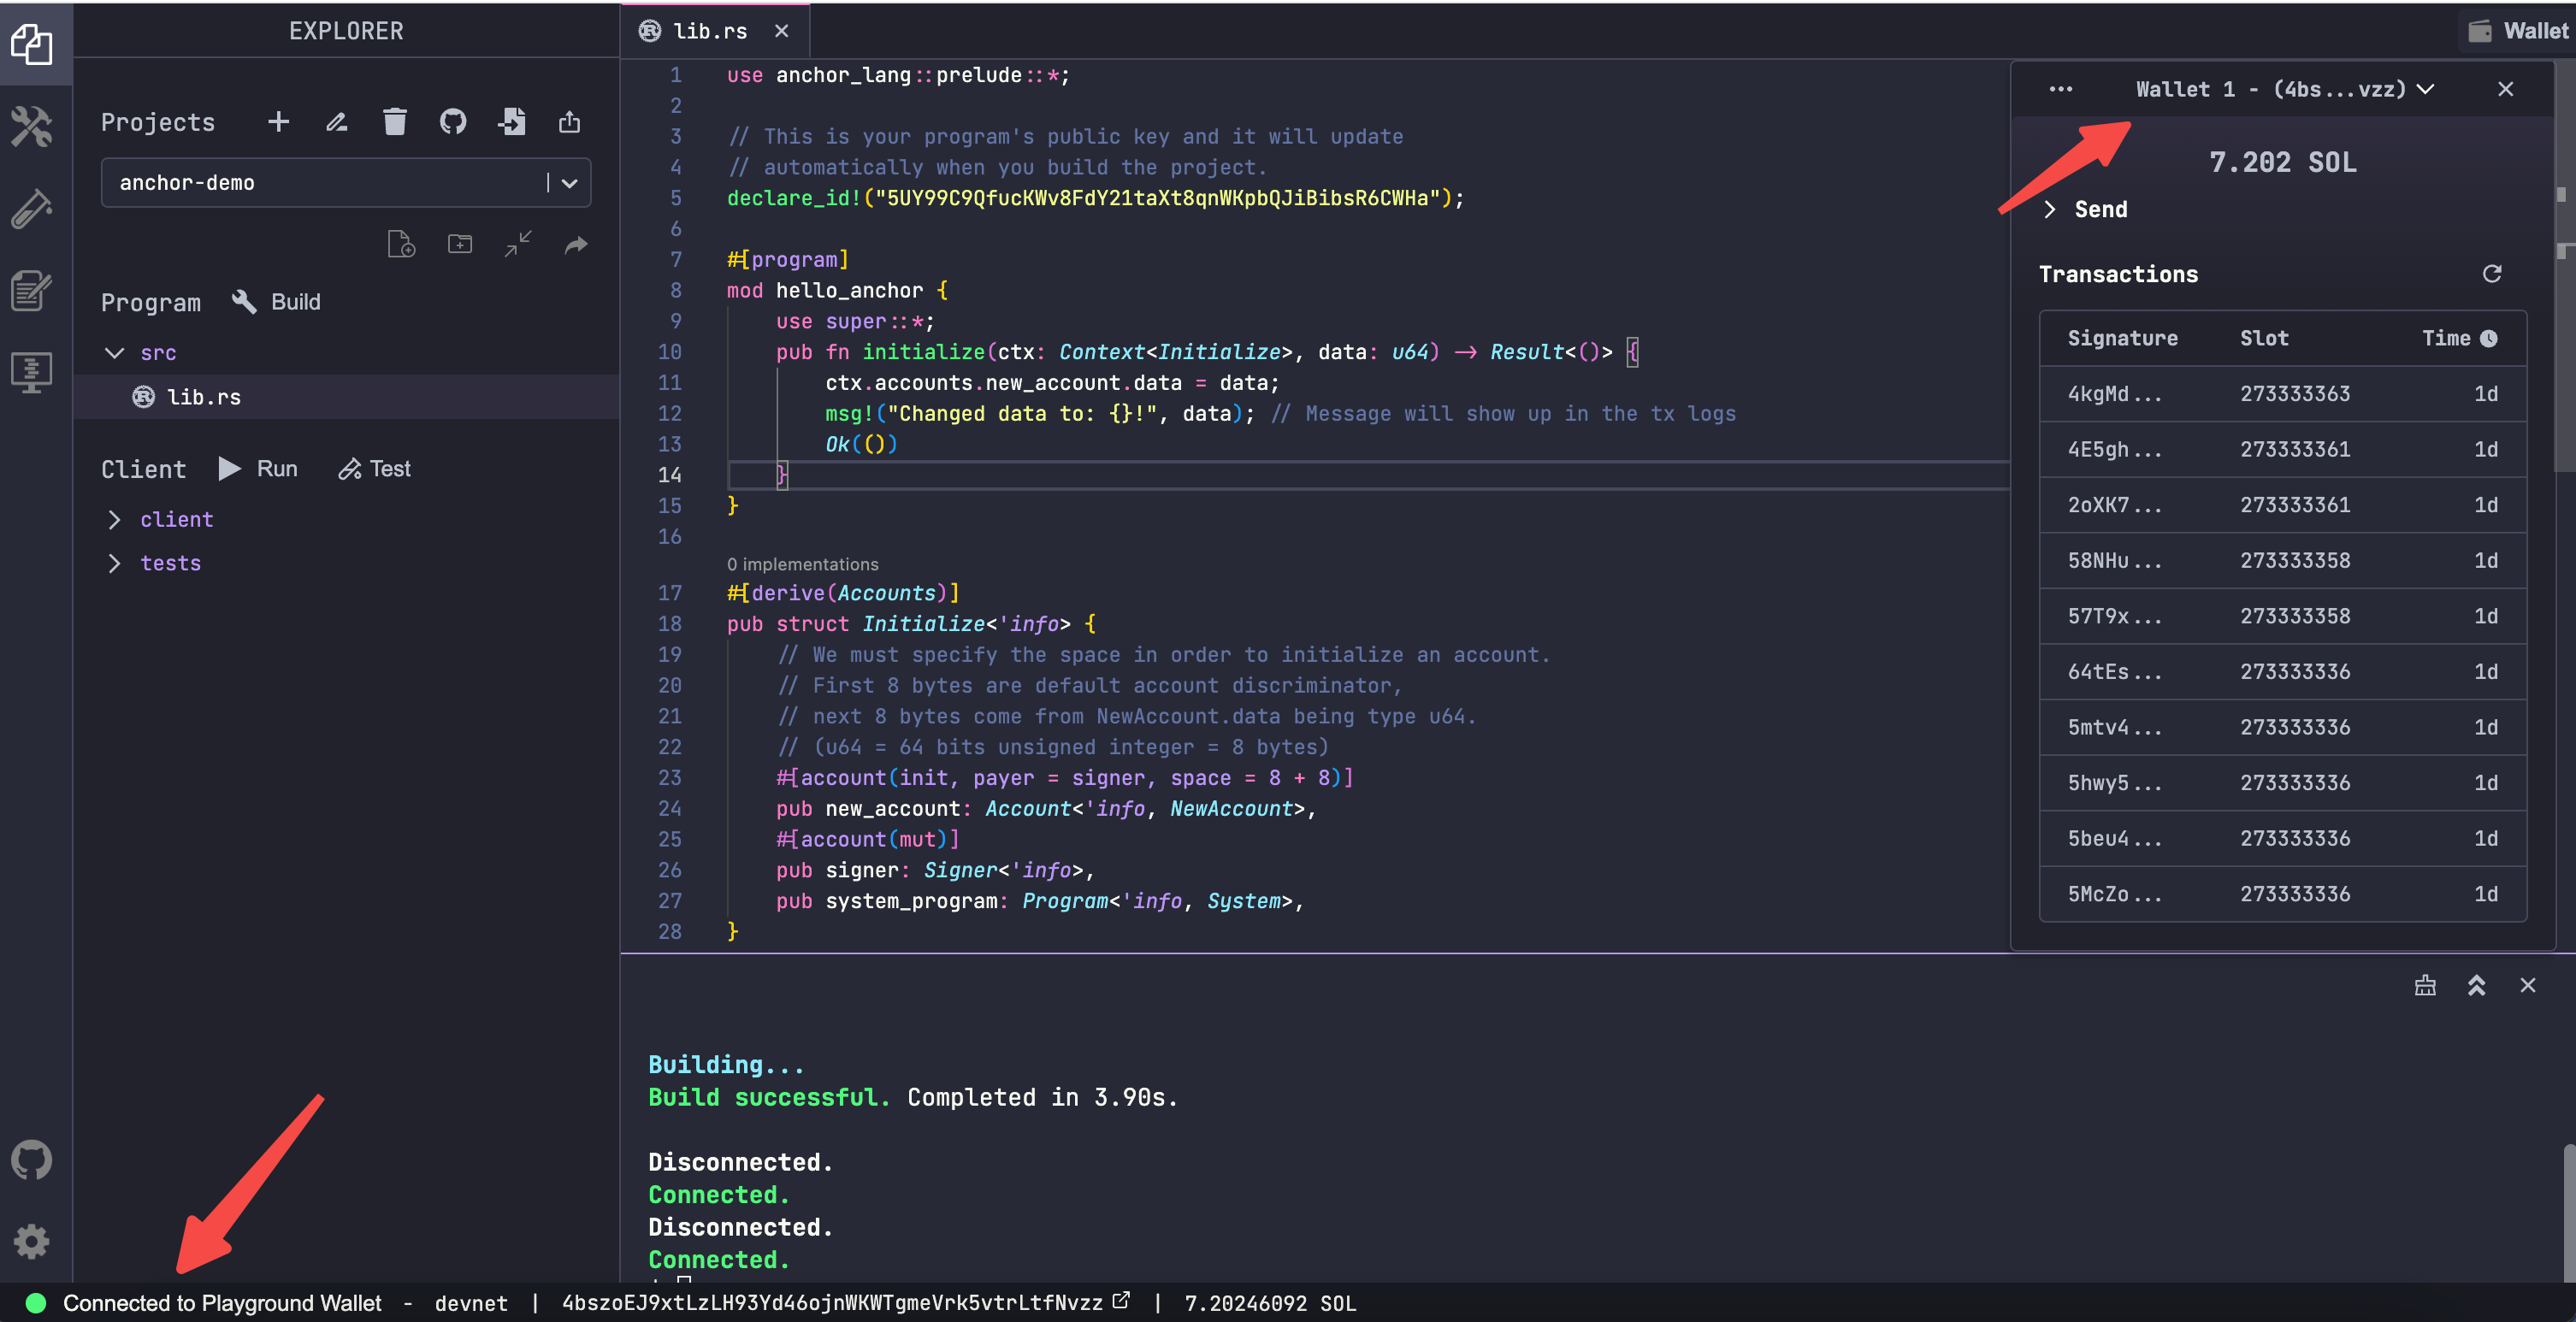 EXPLORER
Projects
anchor-demo
Program Build
src
lib.rs
Client Run Test
client
tests
lib.rs
Wallet
1 use anchor_lang::prelude::*;
2
3 // This is your program's public key and it will update
4 // automatically when you build the project.
5 declare_id!("5UY99C9QfucKWv8FdY21taXt8qnWKpbQJiBibsR6CWHa");
6
7 #[program]
8 mod hello_anchor {
9 use super::*;
10 pub fn initialize(ctx: Context<Initialize>, data: u64) -> Result<()> {
11 ctx.accounts.new_account.data = data;
12 msg!("Changed data to: {}!", data); // Message will show up in the tx logs
13 Ok(())
14 }
15 }
16
0 implementations
17 #[derive(Accounts)]
18 pub struct Initialize<'info> {
19 // We must specify the space in order to initialize an account.
20 // First 8 bytes are default account discriminator,
21 // next 8 bytes come from NewAccount.data being type u64.
22 // (u64 = 64 bits unsigned integer = 8 bytes)
23 #[account(init, payer = signer, space = 8 + 8)]
24 pub new_account: Account<'info, NewAccount>,
25 #[account(mut)]
26 pub signer: Signer<'info>,
27 pub system_program: Program<'info, System>,
28 }
Wallet 1 - (4bs...vzz)
7.202 SOL
Send
Transactions
Signature Slot Time
4kgMd... 273333363 1d
4E5gh... 273333361 1d
2oXK7... 273333361 1d
58NHu... 273333358 1d
57T9x... 273333358 1d
64tEs... 273333336 1d
5mtv4... 273333336 1d
5hwy5... 273333336 1d
5beu4... 273333336 1d
5McZo... 273333336 1d
Building...
Build successful. Completed in 3.90s.
Disconnected.
Connected.
Disconnected.
Connected.
Connected to Playground Wallet - devnet | 4bszoEJ9xtLzLH93Yd46ojnWKWTgmeVrk5vtrLtfNvzz | 7.20246092 SOL